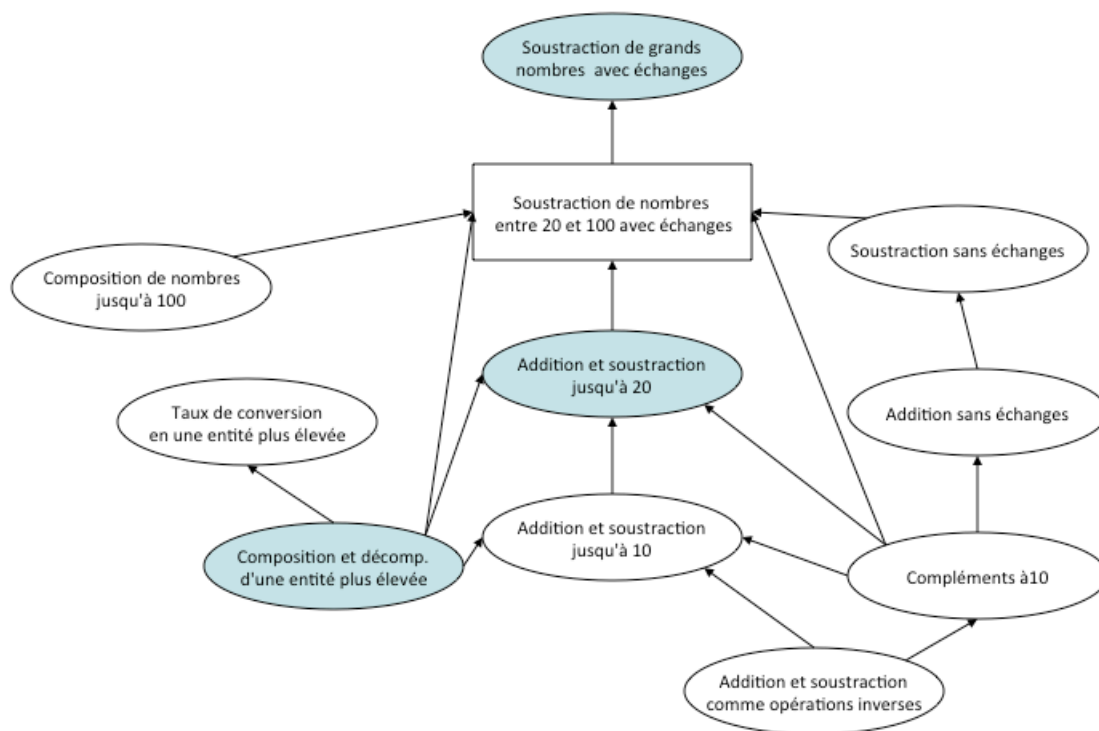 Soustraction de grands
nombres avec échanges
Soustraction de nombres
entre 20 et 100 avec échanges
Soustraction sans échanges
Composition de nombres
jusqu'à 100
Addition et soustraction
jusqu'à 20
Taux de conversion
en une entité plus élevée
Addition sans échanges
Addition et soustraction
jusqu'à 10
Composition et décomp.
d'une entité plus élevée
Compléments à10
Addition et soustraction
comme opérations inverses